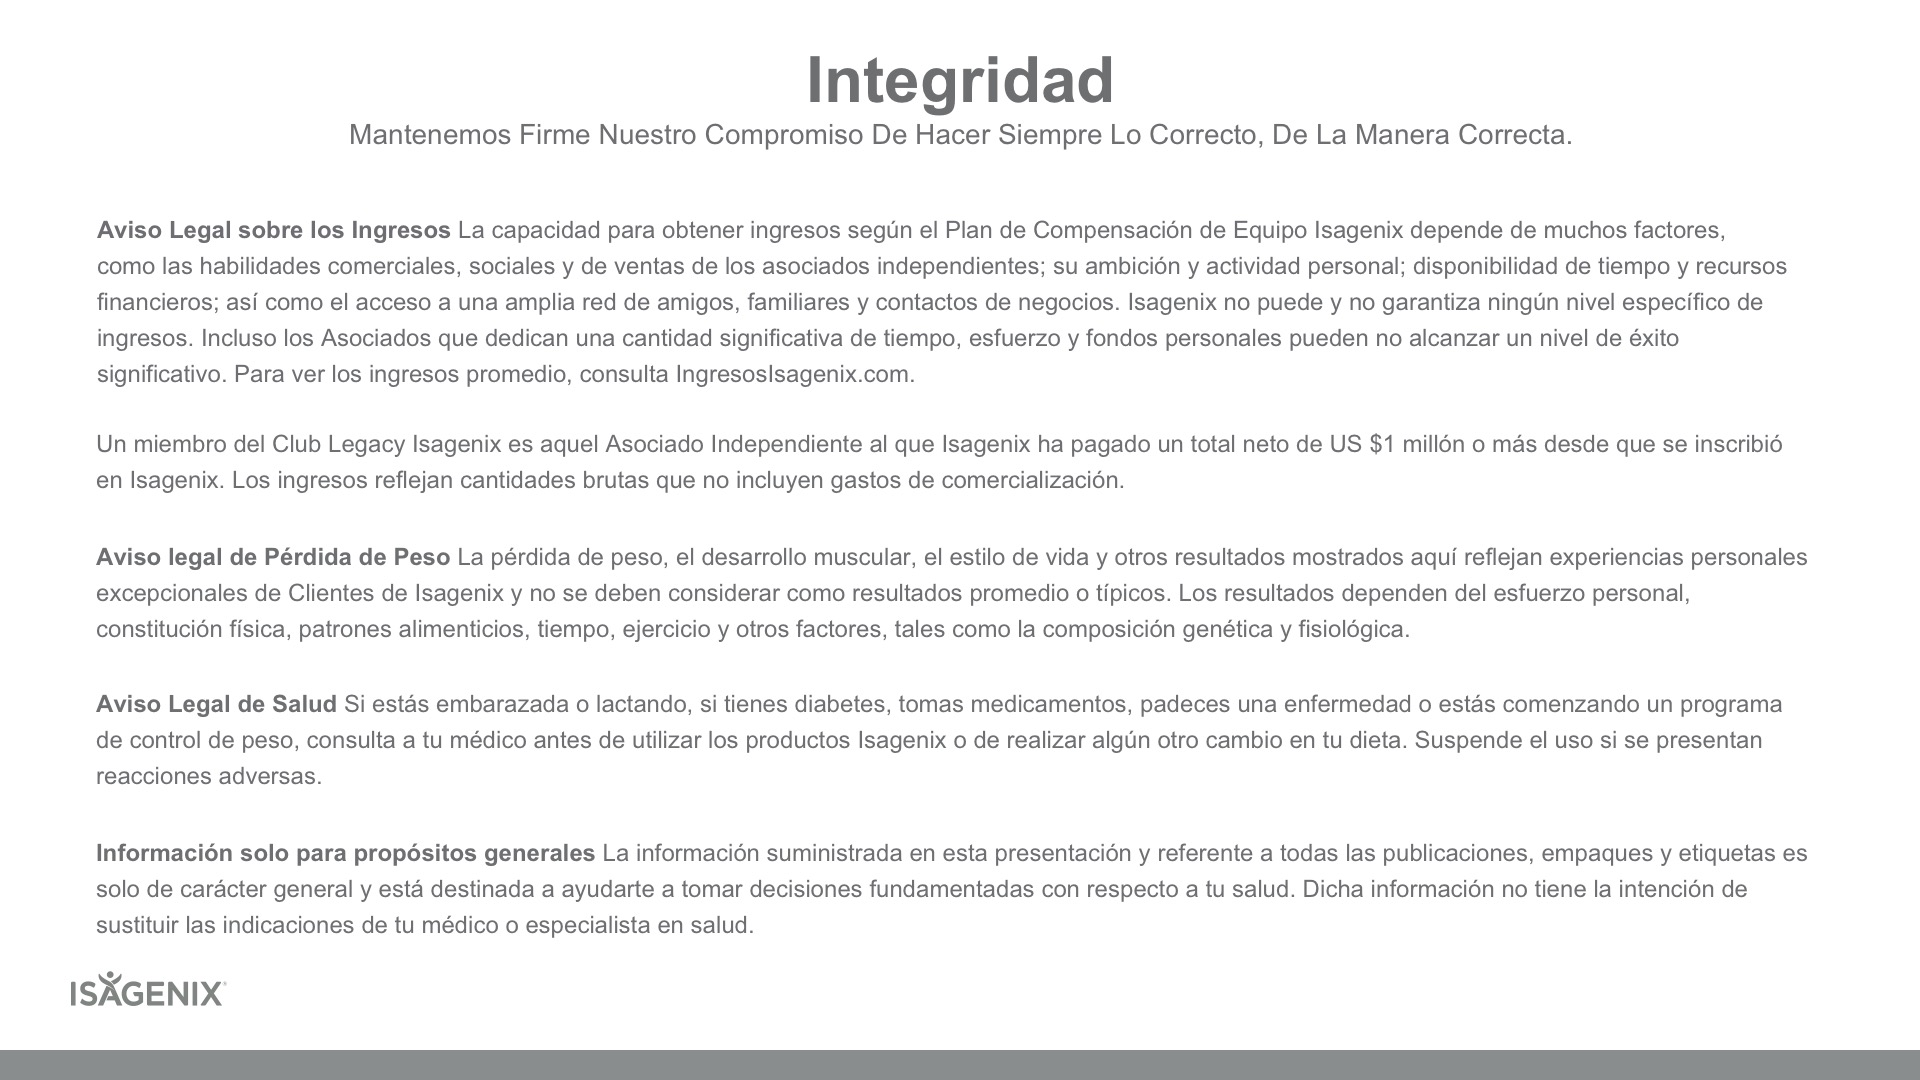 Integridad
Mantenemos Firme Nuestro Compromiso De Hacer Siempre Lo Correcto, De La Manera Correcta.
Aviso Legal sobre los Ingresos La capacidad para obtener ingresos según el Plan de Compensación de Equipo Isagenix depende de muchos factores,
como las habilidades comerciales, sociales y de ventas de los asociados independientes; su ambición y actividad personal; disponibilidad de tiempo y recursos
financieros; así como el acceso a una amplia red de amigos, familiares y contactos de negocios. Isagenix no puede y no garantiza ningún nivel específico de
ingresos. Incluso los Asociados que dedican una cantidad significativa de tiempo, esfuerzo y fondos personales pueden no alcanzar un nivel de éxito
significativo. Para ver los ingresos promedio, consulta IngresosIsagenix.com.
Un miembro del Club Legacy Isagenix es aquel Asociado Independiente al que Isagenix ha pagado un total neto de US $1 millón o más desde que se inscribió
en Isagenix. Los ingresos reflejan cantidades brutas que no incluyen gastos de comercialización.
Aviso legal de Pérdida de Peso La pérdida de peso, el desarrollo muscular, el estilo de vida y otros resultados mostrados aquí reflejan experiencias personales
excepcionales de Clientes de Isagenix y no se deben considerar como resultados promedio o típicos. Los resultados dependen del esfuerzo personal,
constitución física, patrones alimenticios, tiempo, ejercicio y otros factores, tales como la composición genética y fisiológica.
Aviso Legal de Salud Si estás embarazada o lactando, si tienes diabetes, tomas medicamentos, padeces una enfermedad o estás comenzando un programa
de control de peso, consulta a tu médico antes de utilizar los productos Isagenix o de realizar algún otro cambio en tu dieta. Suspende el uso si se presentan
reacciones adversas.
Información solo para propósitos generales La información suministrada en esta presentación y referente a todas las publicaciones, empaques y etiquetas es
solo de carácter general y está destinada a ayudarte a tomar decisiones fundamentadas con respecto a tu salud. Dicha información no tiene la intención de
sustituir las indicaciones de tu médico o especialista en salud.
ISAGENIX